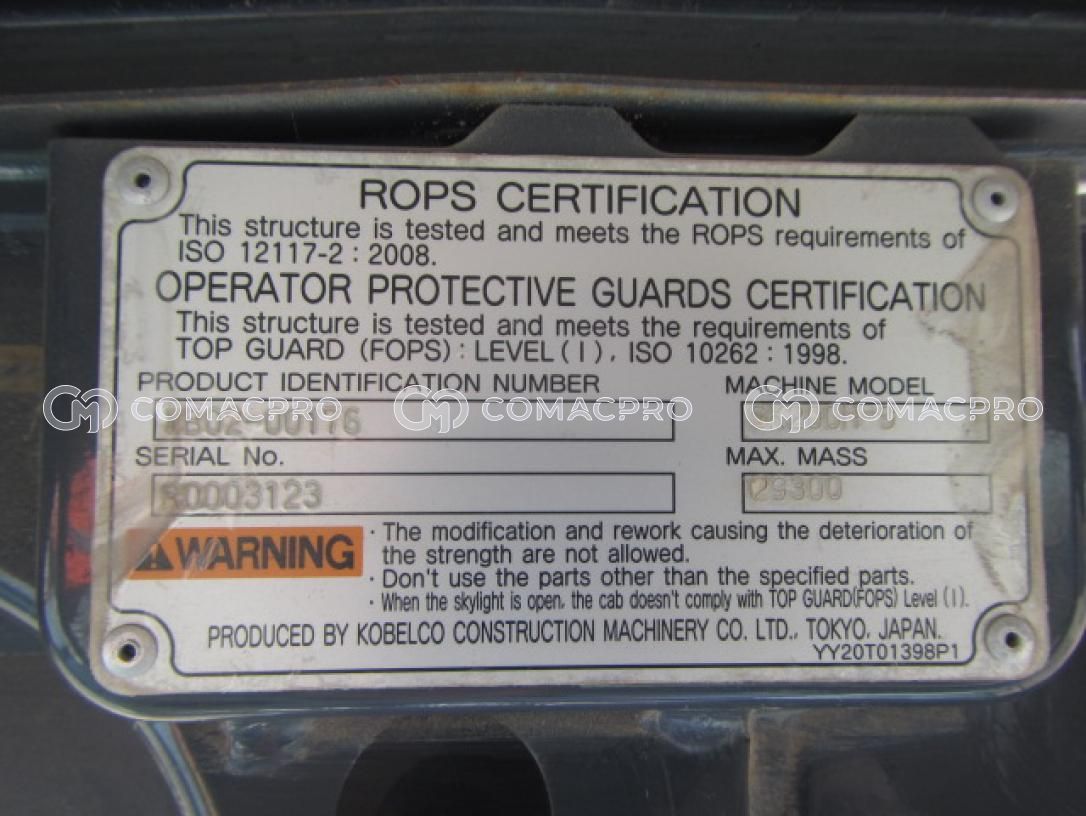 ROPS CERTIFICATION
This structure is tested and meets the ROPS requirements of
ISO 12117-2 : 2008.
OPERATOR PROTECTIVE GUARDS CERTIFICATION
This structure is tested and meets the requirements of
TOP GUARD (FOPS) : LEVEL ( I ), ISO 10262 : 1998.
PRODUCT IDENTIFICATION NUMBER MACHINE MODEL
COMACPRO COMACPRO COMACPRO
SERIAL No. MAX. MASS
29300
WARNING
· The modification and rework causing the deterioration of
the strength are not allowed.
· Don't use the parts other than the specified parts.
· When the skylight is open, the cab doesn't comply with TOP GUARD(FOPS) Level ( I ).
PRODUCED BY KOBELCO CONSTRUCTION MACHINERY CO. LTD., TOKYO, JAPAN.
YY20T01398P1